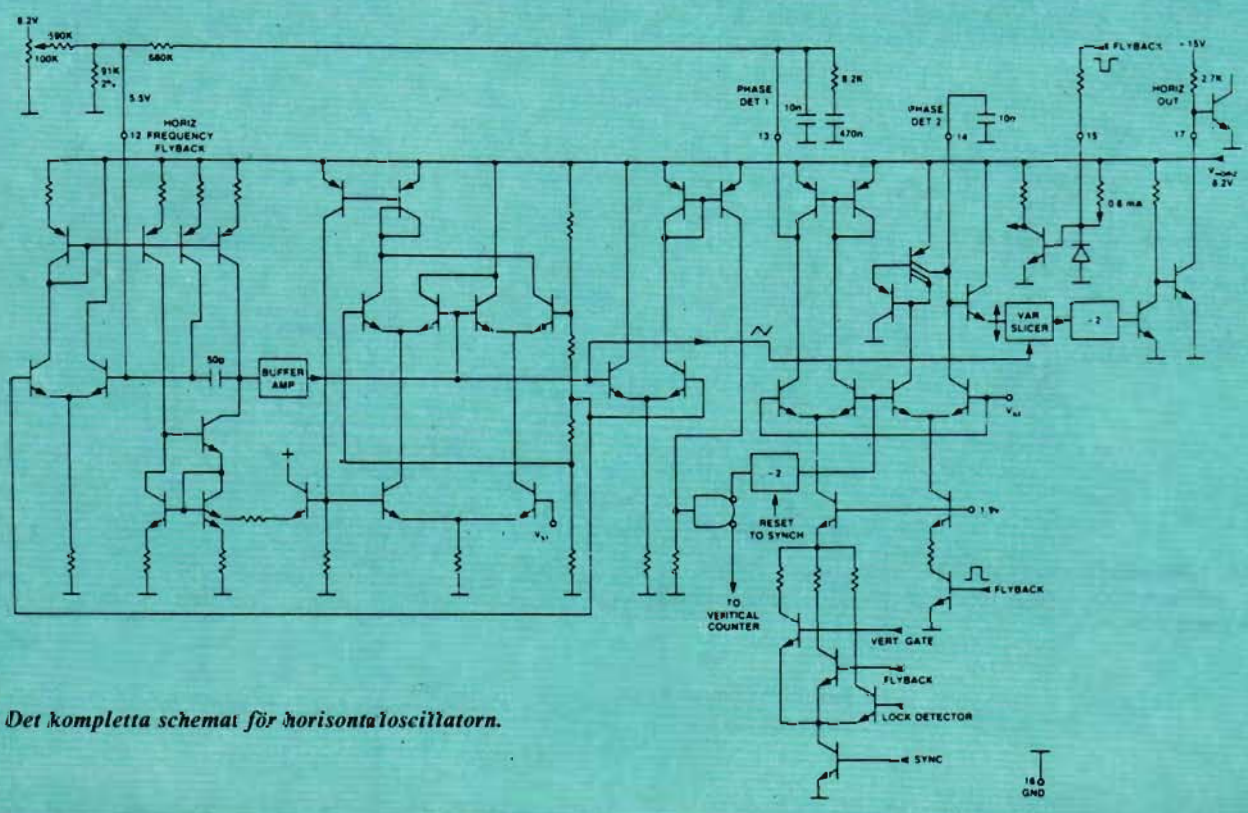 8.2V
590K
100K
91K
2%
5.5V
560K
12
HORIZ
FREQUENCY
FLYBACK
PHASE
DET 1
10n
8.2K
470n
13
PHASE
DET 2
10n
14
FLYBACK
15
~15V
2.7K
HORIZ
OUT
17
8.2V
0.6 mA
50p
BUFFER
AMP
VAR
SLICER
÷2
÷2
RESET
TO SYNCH
1.9v
TO
VERITICAL
COUNTER
FLYBACK
VERT GATE
FLYBACK
LOCK DETECTOR
SYNC
16
GND
Det kompletta schemat för horisontaloscillatorn.